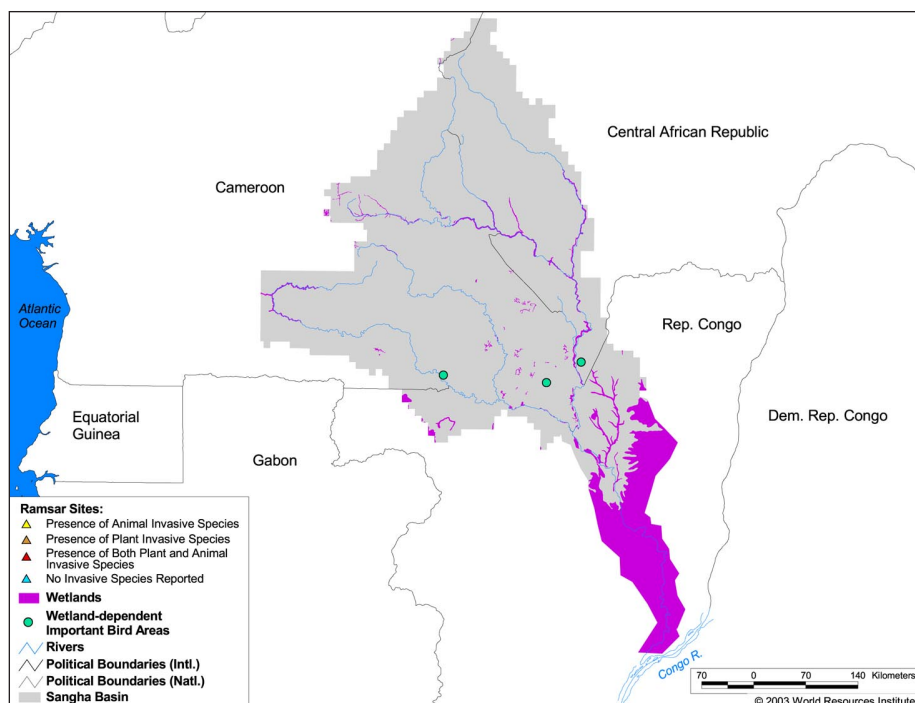 Central African Republic
Cameroon
Atlantic
Ocean
Rep. Congo
Equatorial
Guinea
Dem. Rep. Congo
Gabon
Ramsar Sites:
Presence of Animal Invasive Species
Presence of Plant Invasive Species
Presence of Both Plant and Animal
Invasive Species
No Invasive Species Reported
Wetlands
Wetland-dependent
Important Bird Areas
Rivers
Political Boundaries (Intl.)
Political Boundaries (Natl.)
Sangha Basin
Congo R.
70 0 70 140 Kilometers
© 2003 World Resources Institute